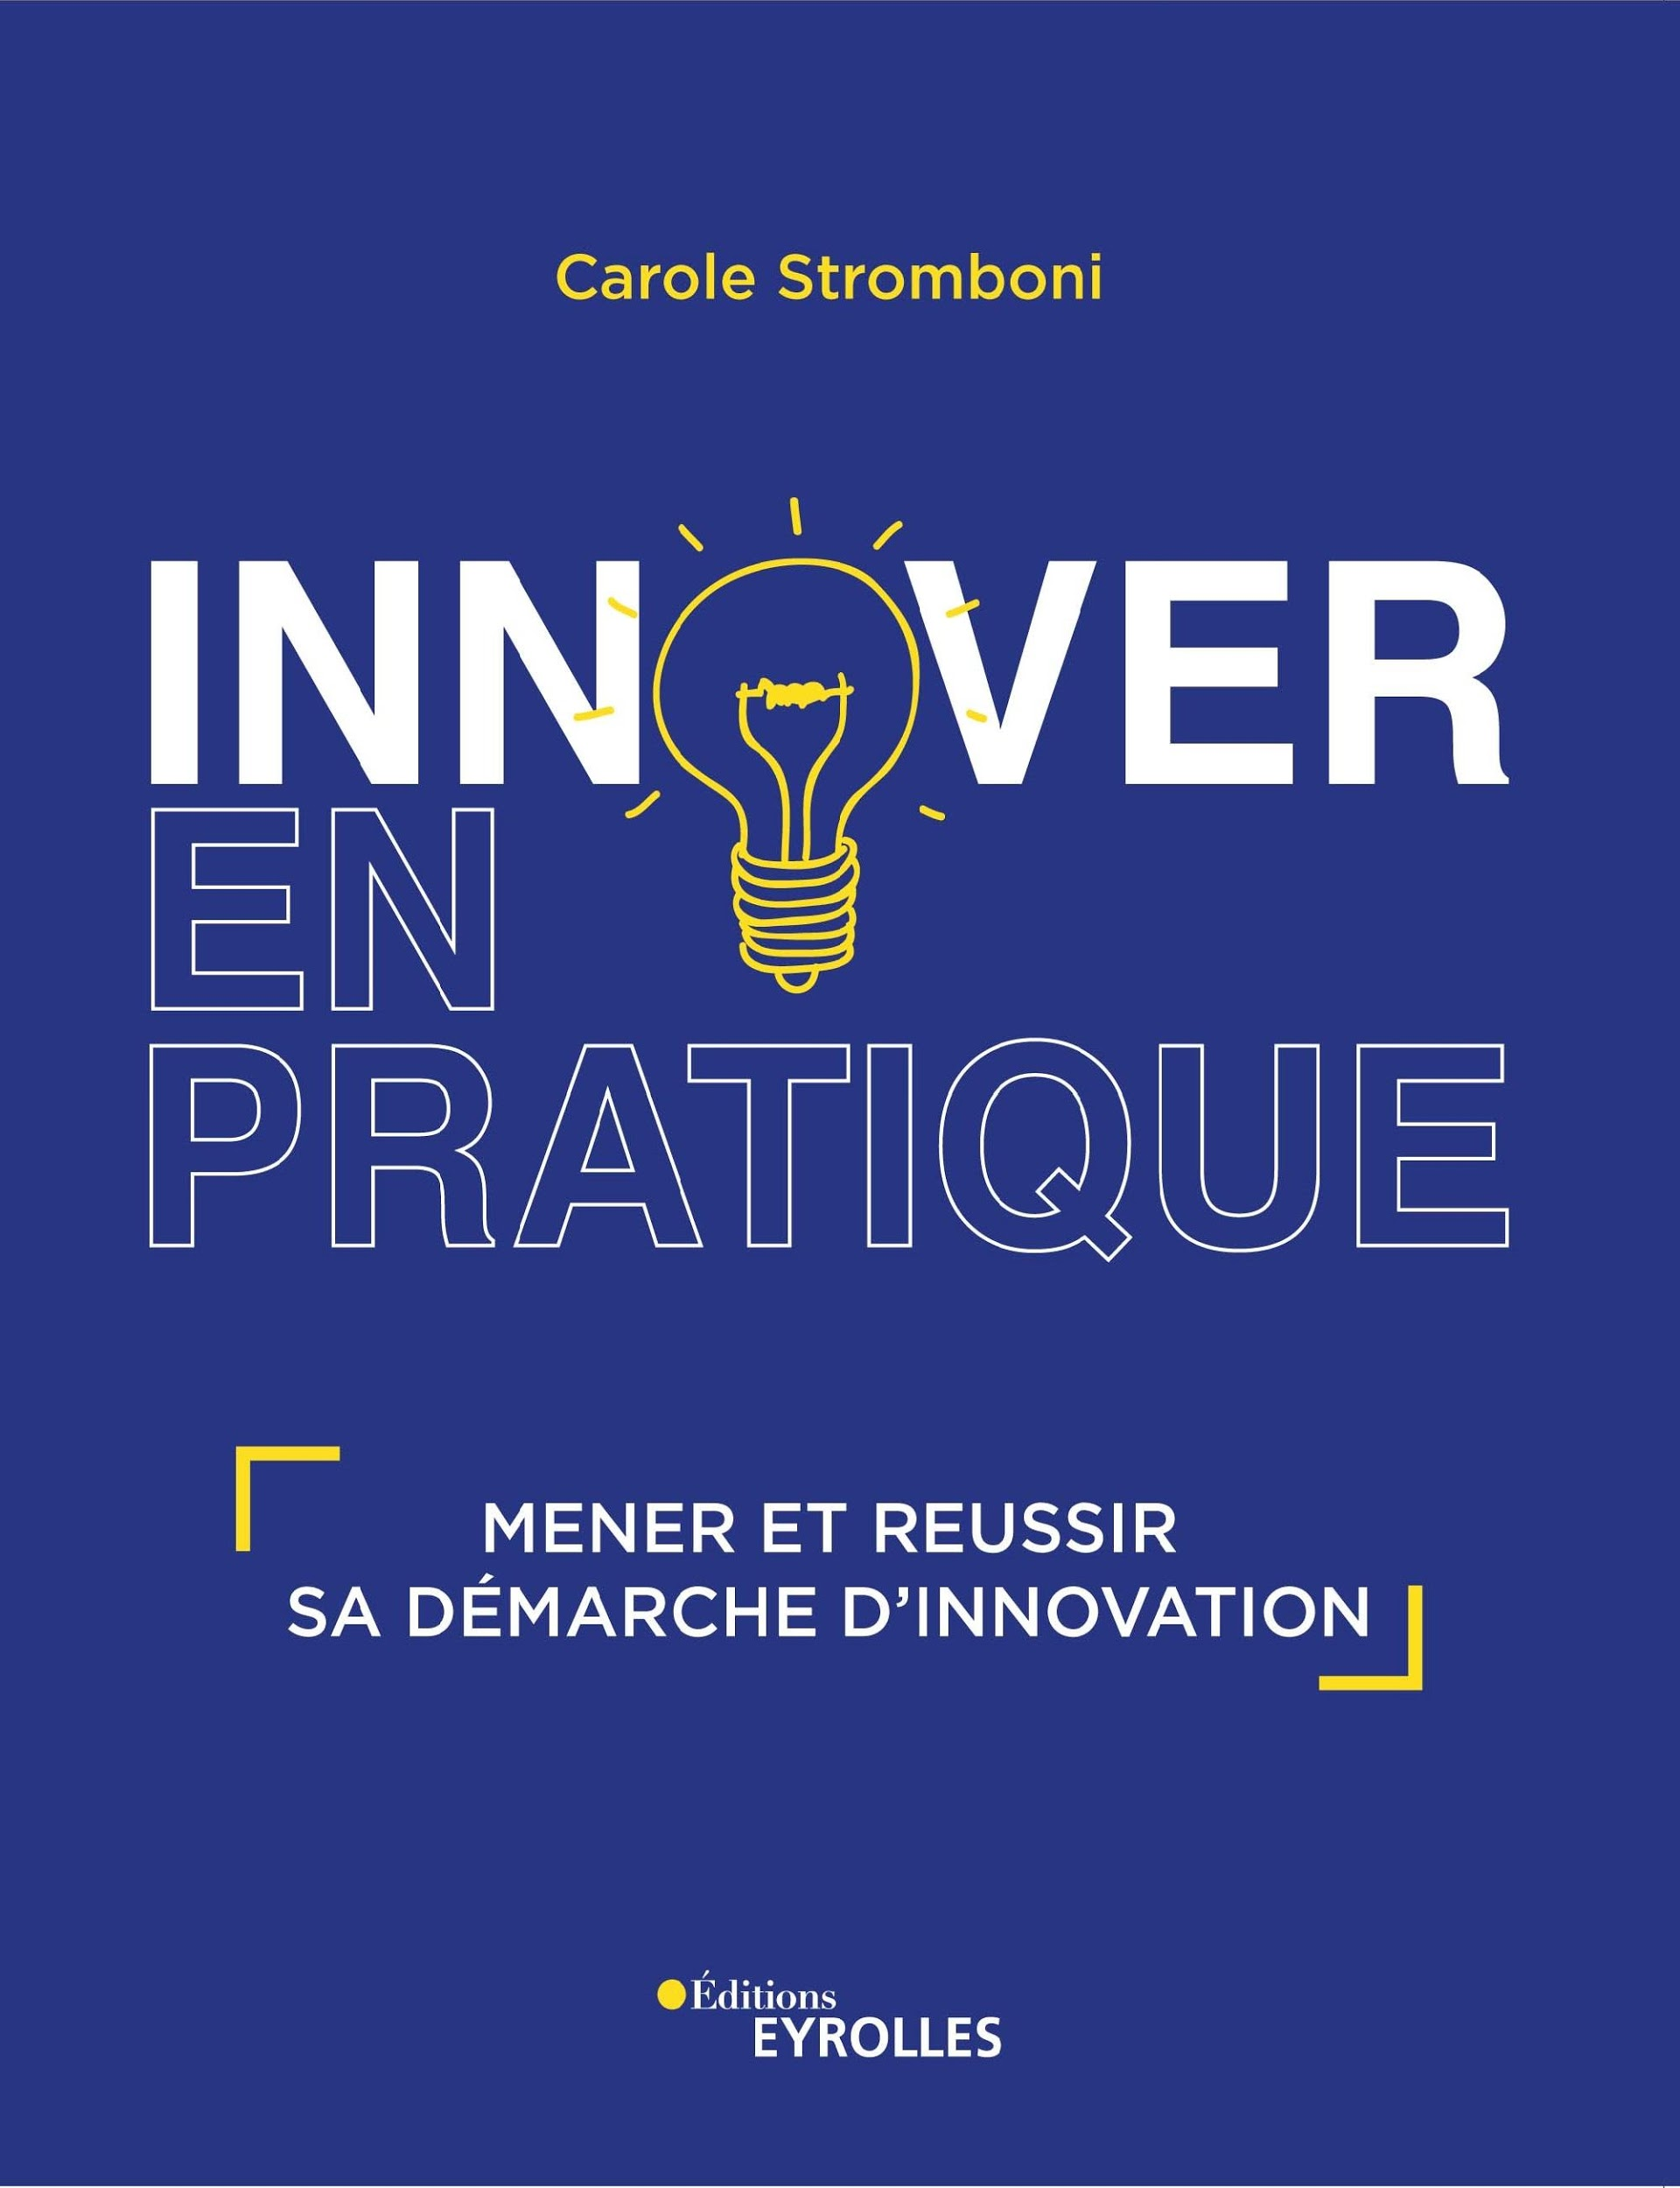 Carole Stromboni
INNOVER
EN
PRATIQUE
MENER ET REUSSIR
SA DÉMARCHE D'INNOVATION
Éditions
EYROLLES